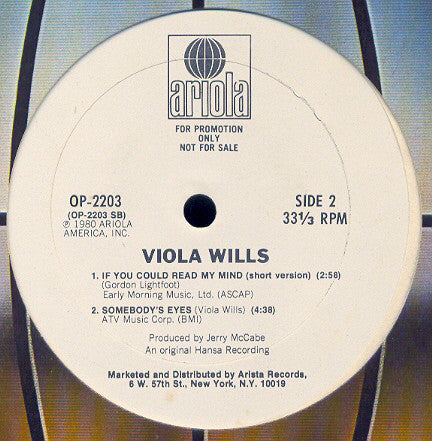 ariola
FOR PROMOTION
ONLY
NOT FOR SALE
OP-2203
(OP-2203 SB)
℗ 1980 ARIOLA
AMERICA, INC.
SIDE 2
33⅓ RPM
VIOLA WILLS
1. IF YOU COULD READ MY MIND (short version) (2:58)
(Gordon Lightfoot)
Early Morning Music, Ltd. (ASCAP)
2. SOMEBODY'S EYES (Viola Wills) (4:38)
ATV Music Corp. (BMI)
Produced by Jerry McCabe
An original Hansa Recording
Marketed and Distributed by Arista Records,
6 W. 57th St., New York, N.Y. 10019